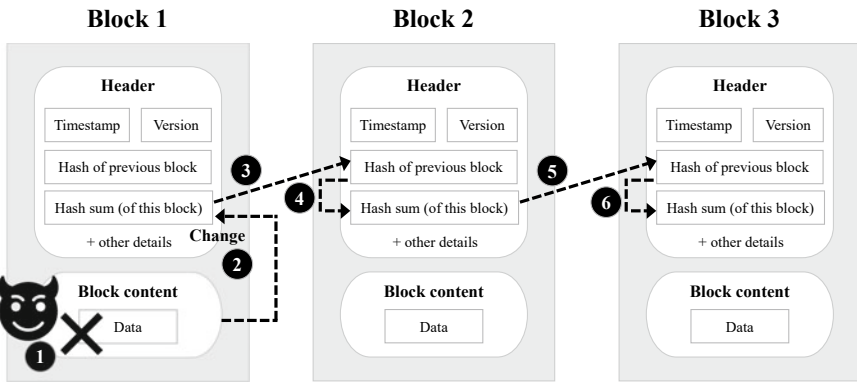 Block 1
Block 2
Block 3
Header
Timestamp
Version
Hash of previous block
Hash sum (of this block)
+ other details
Change
Block content
Data
1
2
3
Header
Timestamp
Version
Hash of previous block
4
Hash sum (of this block)
+ other details
Block content
Data
5
Header
Timestamp
Version
Hash of previous block
6
Hash sum (of this block)
+ other details
Block content
Data